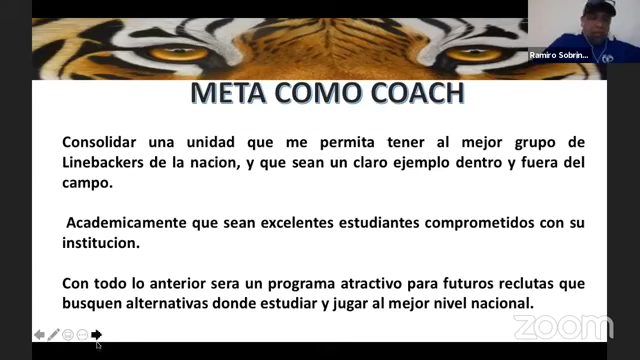 Ramiro Sobrin...
META COMO COACH
Consolidar una unidad que me permita tener al mejor grupo de
Linebackers de la nacion, y que sean un claro ejemplo dentro y fuera del
campo.
Academicamente que sean excelentes estudiantes comprometidos con su
institucion.
Con todo lo anterior sera un programa atractivo para futuros reclutas que
busquen alternativas donde estudiar y jugar al mejor nivel nacional.
zoom